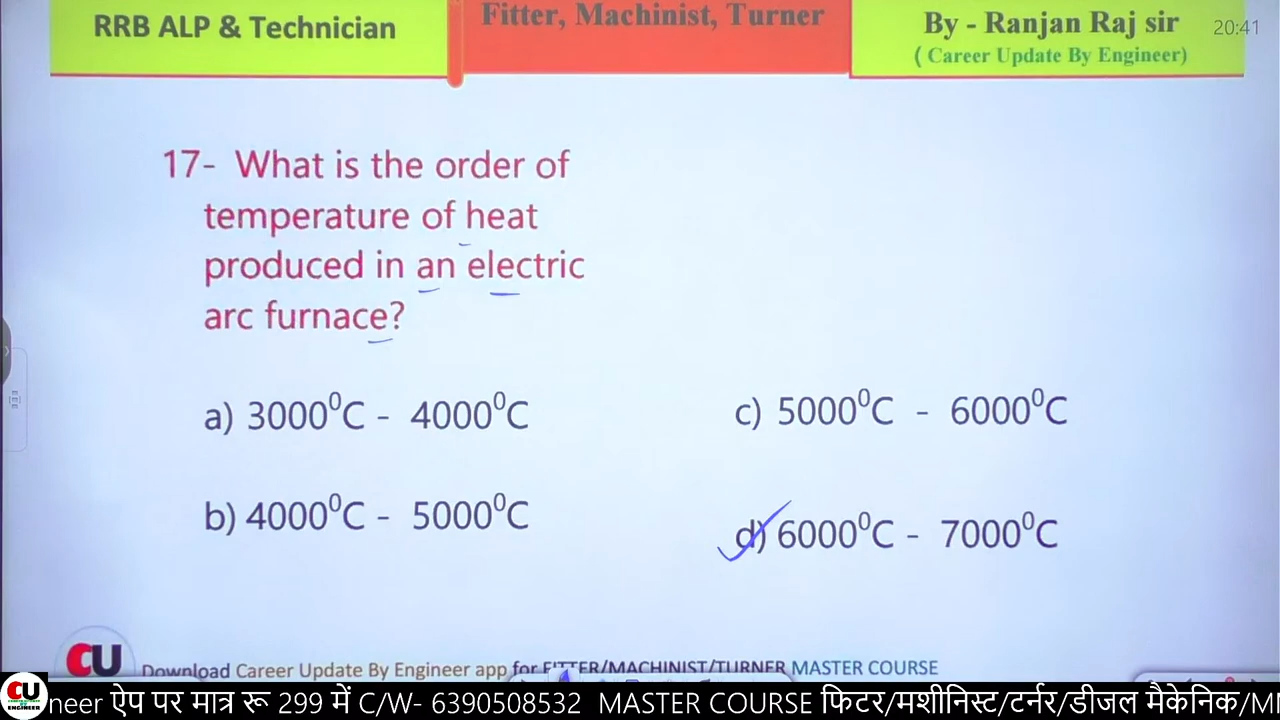 RRB ALP & Technician
Fitter, Machinist, Turner
By - Ranjan Raj sir
( Career Update By Engineer)
20:41
17- What is the order of
temperature of heat
produced in an electric
arc furnace?
a) 3000⁰C - 4000⁰C
c) 5000⁰C - 6000⁰C
b) 4000⁰C - 5000⁰C
d) 6000⁰C - 7000⁰C
CU
Download Career Update By Engineer app for FITTER/MACHINIST/TURNER MASTER COURSE
CU
neer ऐप पर मात्र रू 299 में C/W- 6390508532 MASTER COURSE फिटर/मशीनिस्ट/टर्नर/डीजल मैकेनिक/